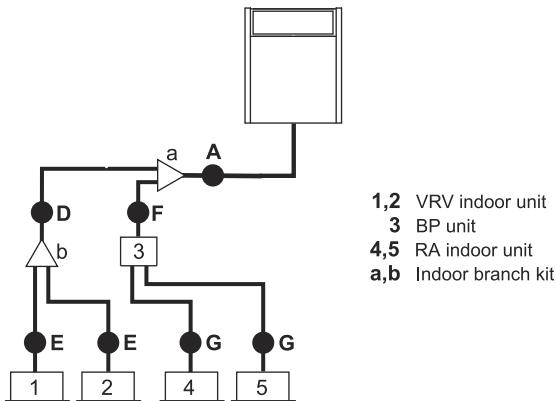 a
A
D
F
b
3
E
E
G
G
1
2
4
5
1,2 VRV indoor unit
3 BP unit
4,5 RA indoor unit
a,b Indoor branch kit